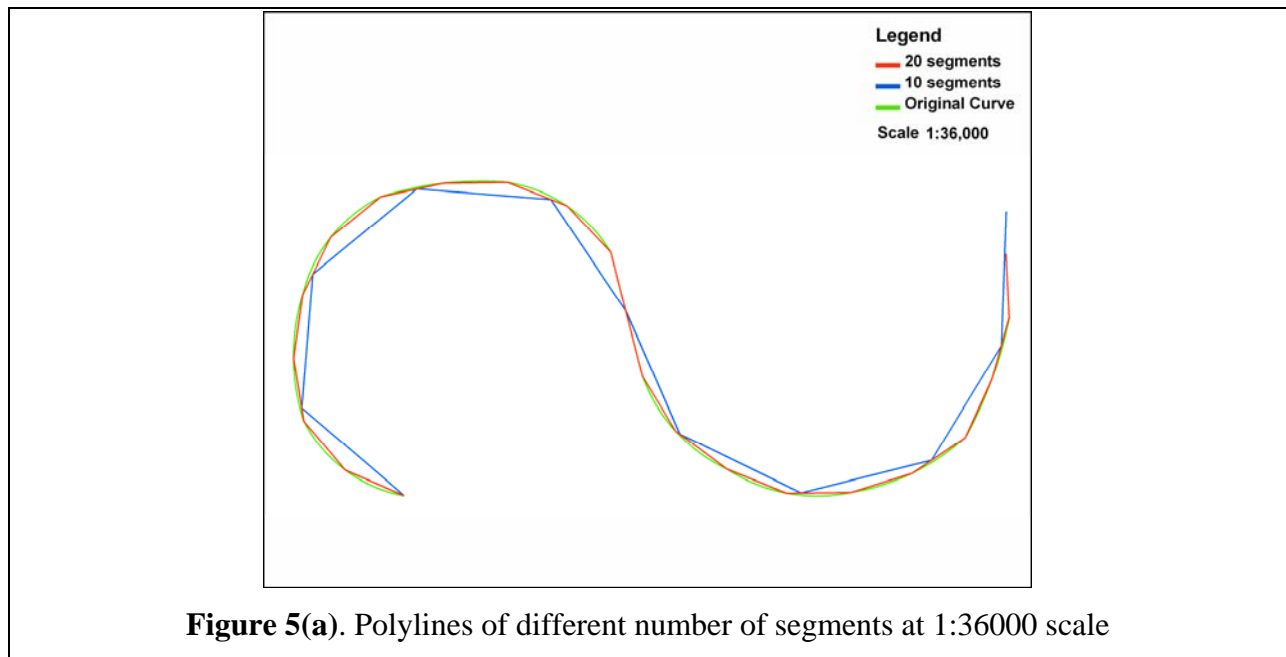 Legend
20 segments
10 segments
Original Curve
Scale 1:36,000
Figure 5(a). Polylines of different number of segments at 1:36000 scale